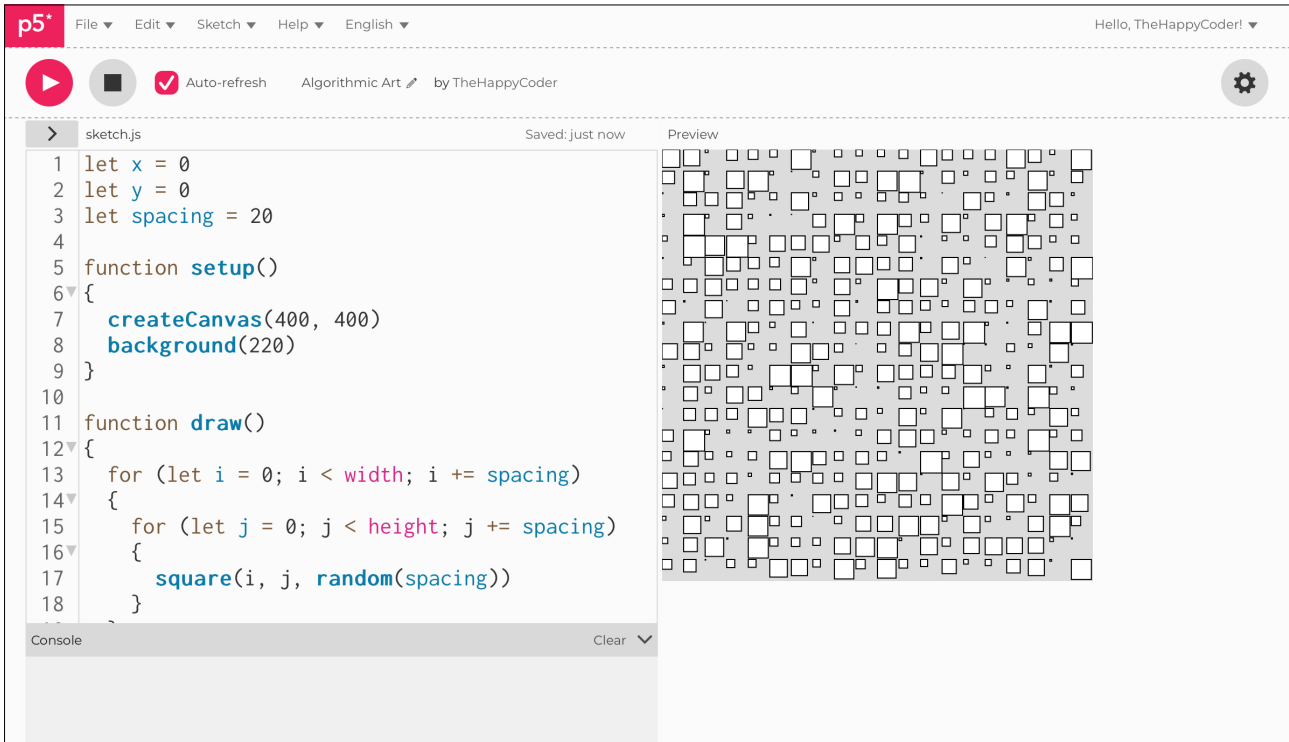 p5* File Edit Sketch Help English Hello, TheHappyCoder!
Auto-refresh Algorithmic Art by TheHappyCoder
sketch.js Saved: just now Preview
1 let x = 0
2 let y = 0
3 let spacing = 20
4
5 function setup()
6 {
7 createCanvas(400, 400)
8 background(220)
9 }
10
11 function draw()
12 {
13 for (let i = 0; i < width; i += spacing)
14 {
15 for (let j = 0; j < height; j += spacing)
16 {
17 square(i, j, random(spacing))
18 }
Console Clear